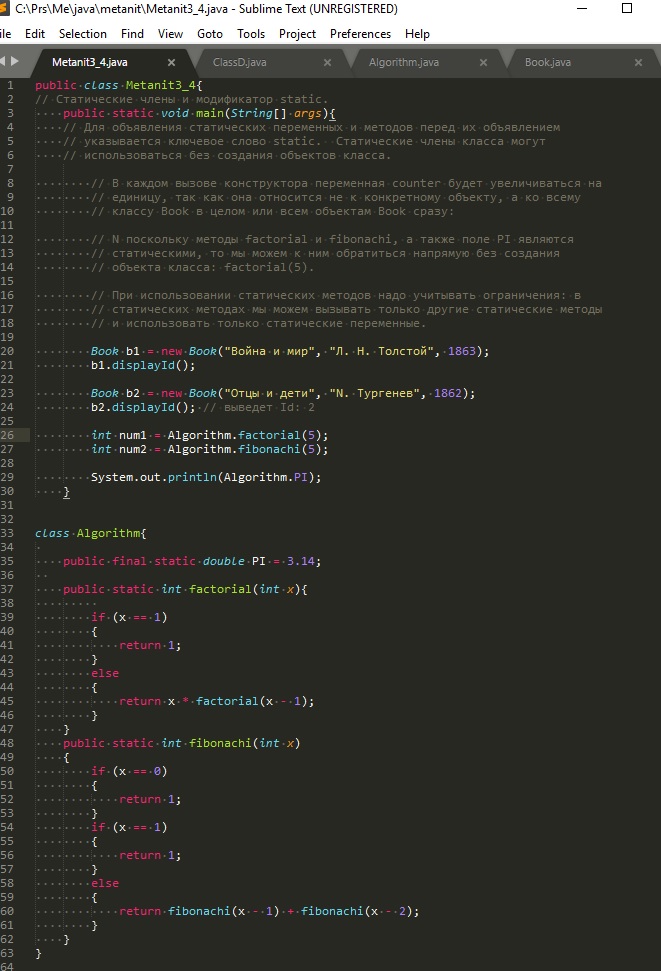 C:\Prs\Me\java\metanit\Metanit3_4.java - Sublime Text (UNREGISTERED)
ile Edit Selection Find View Goto Tools Project Preferences Help
Metanit3_4.java × ClassD.java × Algorithm.java × Book.java ×
1 public class Metanit3_4{
2 // Статические члены и модификатор static.
3 public static void main(String[] args){
4 // Для объявления статических переменных и методов перед их объявлением
5 // указывается ключевое слово static. Статические члены класса могут
6 // использоваться без создания объектов класса.
7
8 // В каждом вызове конструктора переменная counter будет увеличиваться на
9 // единицу, так как она относится не к конкретному объекту, а ко всему
10 // классу Book в целом или всем объектам Book сразу:
11
12 // N поскольку методы factorial и fibonachi, а также поле PI являются
13 // статическими, то мы можем к ним обратиться напрямую без создания
14 // объекта класса: factorial(5).
15
16 // При использовании статических методов надо учитывать ограничения: в
17 // статических методах мы можем вызывать только другие статические методы
18 // и использовать только статические переменные.
19
20 Book b1 = new Book("Война и мир", "Л. Н. Толстой", 1863);
21 b1.displayId();
22
23 Book b2 = new Book("Отцы и дети", "N. Тургенев", 1862);
24 b2.displayId(); // выведет Id: 2
25
26 int num1 = Algorithm.factorial(5);
27 int num2 = Algorithm.fibonachi(5);
28
29 System.out.println(Algorithm.PI);
30 }
31
32
33 class Algorithm{
34
35 public final static double PI = 3.14;
36
37 public static int factorial(int x){
38
39 if (x == 1)
40 {
41 return 1;
42 }
43 else
44 {
45 return x * factorial(x - 1);
46 }
47 }
48 public static int fibonachi(int x)
49 {
50 if (x == 0)
51 {
52 return 1;
53 }
54 if (x == 1)
55 {
56 return 1;
57 }
58 else
59 {
60 return fibonachi(x - 1) + fibonachi(x - 2);
61 }
62 }
63 }
64